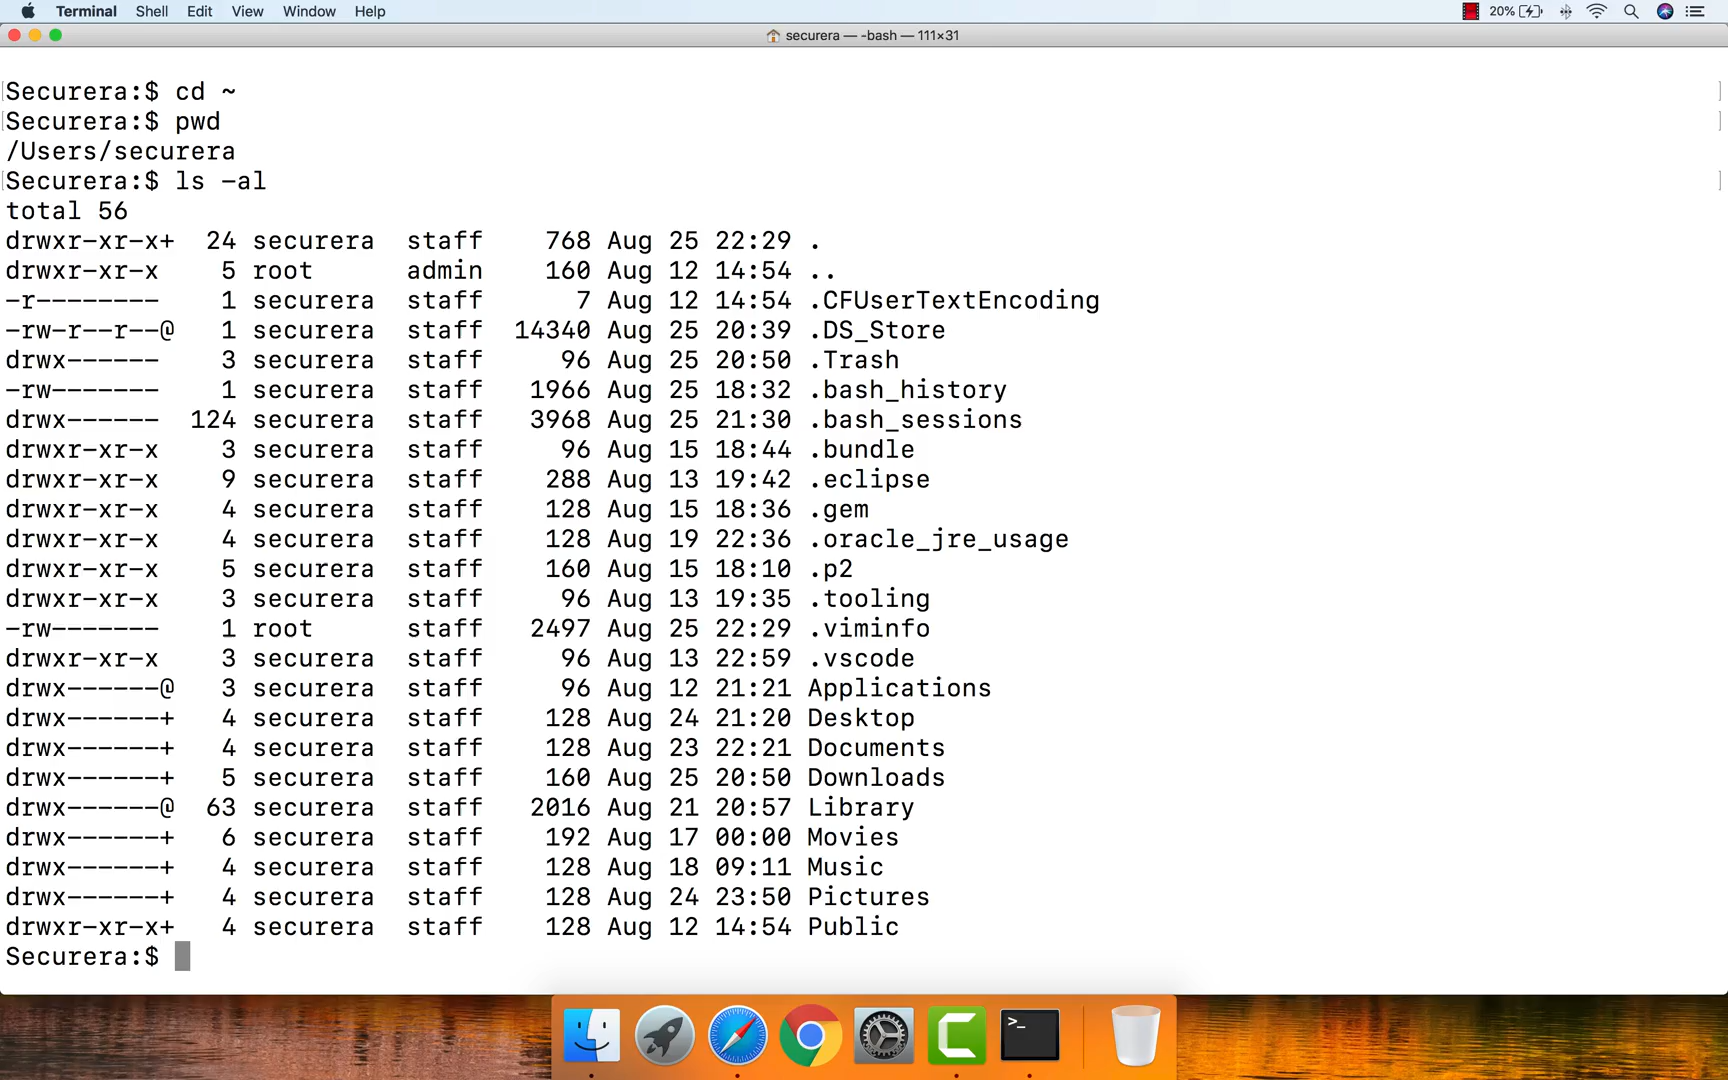 Terminal Shell Edit View Window Help 20%
securera — -bash — 111×31
Securera:$ cd ~
Securera:$ pwd
/Users/securera
Securera:$ ls -al
total 56
drwxr-xr-x+  24 securera  staff    768 Aug 25 22:29 .
drwxr-xr-x    5 root      admin    160 Aug 12 14:54 ..
-r--------    1 securera  staff      7 Aug 12 14:54 .CFUserTextEncoding
-rw-r--r--@   1 securera  staff  14340 Aug 25 20:39 .DS_Store
drwx------    3 securera  staff     96 Aug 25 20:50 .Trash
-rw-------    1 securera  staff   1966 Aug 25 18:32 .bash_history
drwx------  124 securera  staff   3968 Aug 25 21:30 .bash_sessions
drwxr-xr-x    3 securera  staff     96 Aug 15 18:44 .bundle
drwxr-xr-x    9 securera  staff    288 Aug 13 19:42 .eclipse
drwxr-xr-x    4 securera  staff    128 Aug 15 18:36 .gem
drwxr-xr-x    4 securera  staff    128 Aug 19 22:36 .oracle_jre_usage
drwxr-xr-x    5 securera  staff    160 Aug 15 18:10 .p2
drwxr-xr-x    3 securera  staff     96 Aug 13 19:35 .tooling
-rw-------    1 root      staff   2497 Aug 25 22:29 .viminfo
drwxr-xr-x    3 securera  staff     96 Aug 13 22:59 .vscode
drwx------@   3 securera  staff     96 Aug 12 21:21 Applications
drwx------+   4 securera  staff    128 Aug 24 21:20 Desktop
drwx------+   4 securera  staff    128 Aug 23 22:21 Documents
drwx------+   5 securera  staff    160 Aug 25 20:50 Downloads
drwx------@  63 securera  staff   2016 Aug 21 20:57 Library
drwx------+   6 securera  staff    192 Aug 17 00:00 Movies
drwx------+   4 securera  staff    128 Aug 18 09:11 Music
drwx------+   4 securera  staff    128 Aug 24 23:50 Pictures
drwxr-xr-x+   4 securera  staff    128 Aug 12 14:54 Public
Securera:$